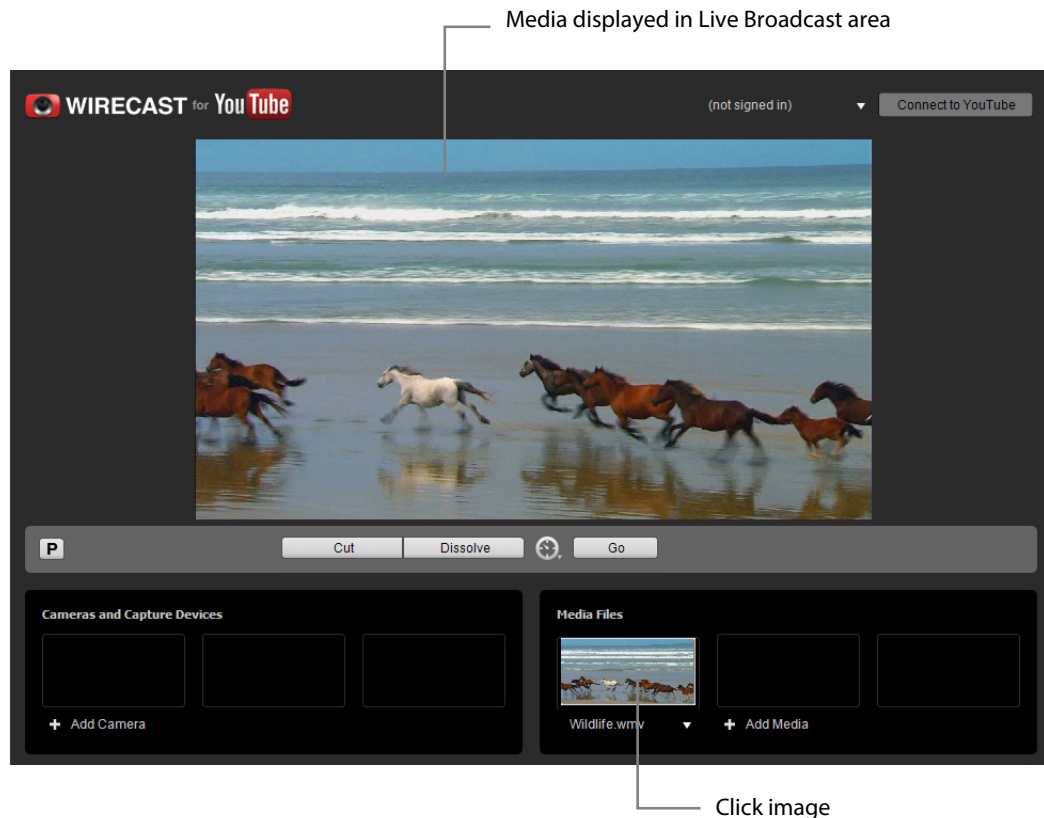 Media displayed in Live Broadcast area
WIRECAST for YouTube
(not signed in)
Connect to YouTube
P
Cut
Dissolve
Go
Cameras and Capture Devices
Media Files
Add Camera
Wildlife.wmv
Add Media
Click image